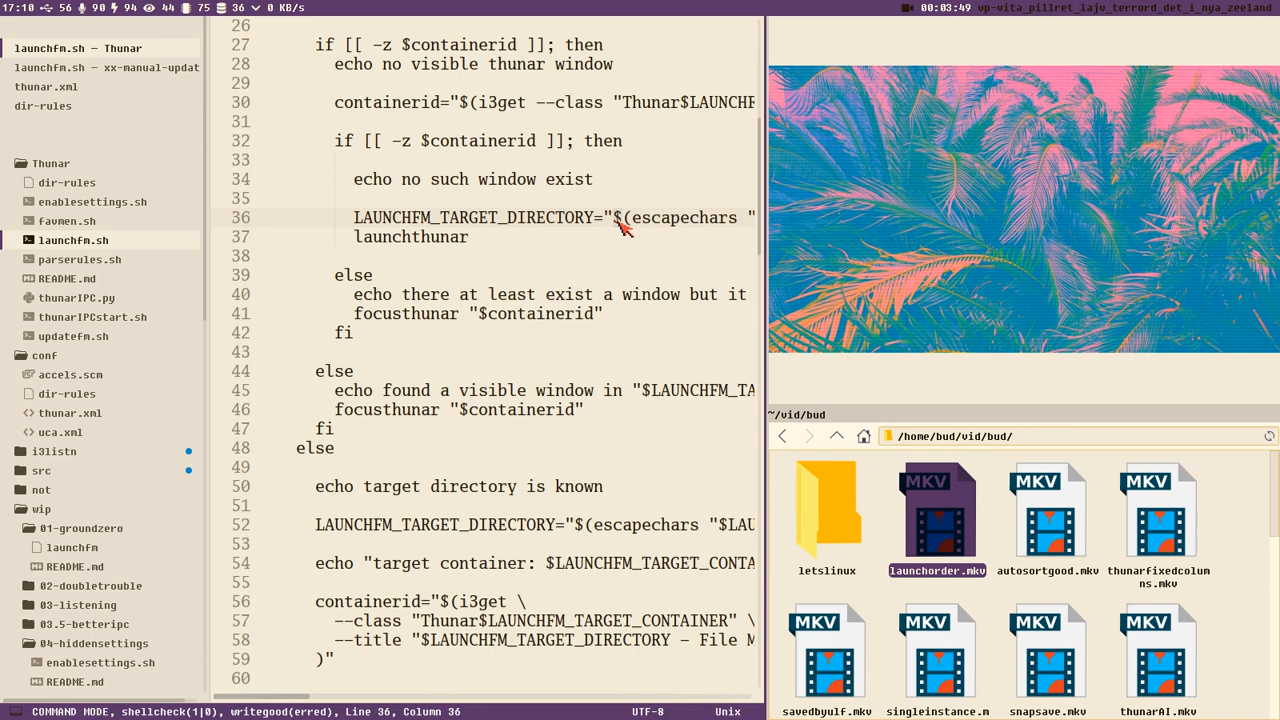 17:10 56 90 94 44 75 36 0 KB/s 00:03:49 vp-vita_pillret_lajv_terrord_det_i_nya_zeeland
launchfm.sh — Thunar
launchfm.sh — xx-manual-updat
thunar.xml
dir-rules
Thunar
dir-rules
enablesettings.sh
favmen.sh
launchfm.sh
parserules.sh
README.md
thunarIPC.py
thunarIPCstart.sh
updatefm.sh
conf
accels.scm
dir-rules
thunar.xml
uca.xml
i3listn
src
not
wip
01-groundzero
launchfm
README.md
02-doubletrouble
03-listening
03.5-betteripc
04-hiddensettings
enablesettings.sh
README.md
26
27 if [[ -z $containerid ]]; then
28 echo no visible thunar window
29
30 containerid="$(i3get --class "Thunar$LAUNCHF
31
32 if [[ -z $containerid ]]; then
33
34 echo no such window exist
35
36 LAUNCHFM_TARGET_DIRECTORY="$(escapechars "
37 launchthunar
38
39 else
40 echo there at least exist a window but it
41 focusthunar "$containerid"
42 fi
43
44 else
45 echo found a visible window in "$LAUNCHFM_TA
46 focusthunar "$containerid"
47 fi
48 else
49
50 echo target directory is known
51
52 LAUNCHFM_TARGET_DIRECTORY="$(escapechars "$LAU
53
54 echo "target container: $LAUNCHFM_TARGET_CONTA
55
56 containerid="$(i3get \
57 --class "Thunar$LAUNCHFM_TARGET_CONTAINER" \
58 --title "$LAUNCHFM_TARGET_DIRECTORY - File M
59 )"
60
~/vid/bud
/home/bud/vid/bud/
MKV MKV MKV
letslinux launchorder.mkv autosortgood.mkv thunarfixedcolum
ns.mkv
MKV MKV MKV MKV
savedbyulf.mkv singleinstance.m snapsave.mkv thunarAI.mkv
COMMAND MODE, shellcheck(1|0), writegood(erred), Line 36, Column 36 UTF-8 Unix